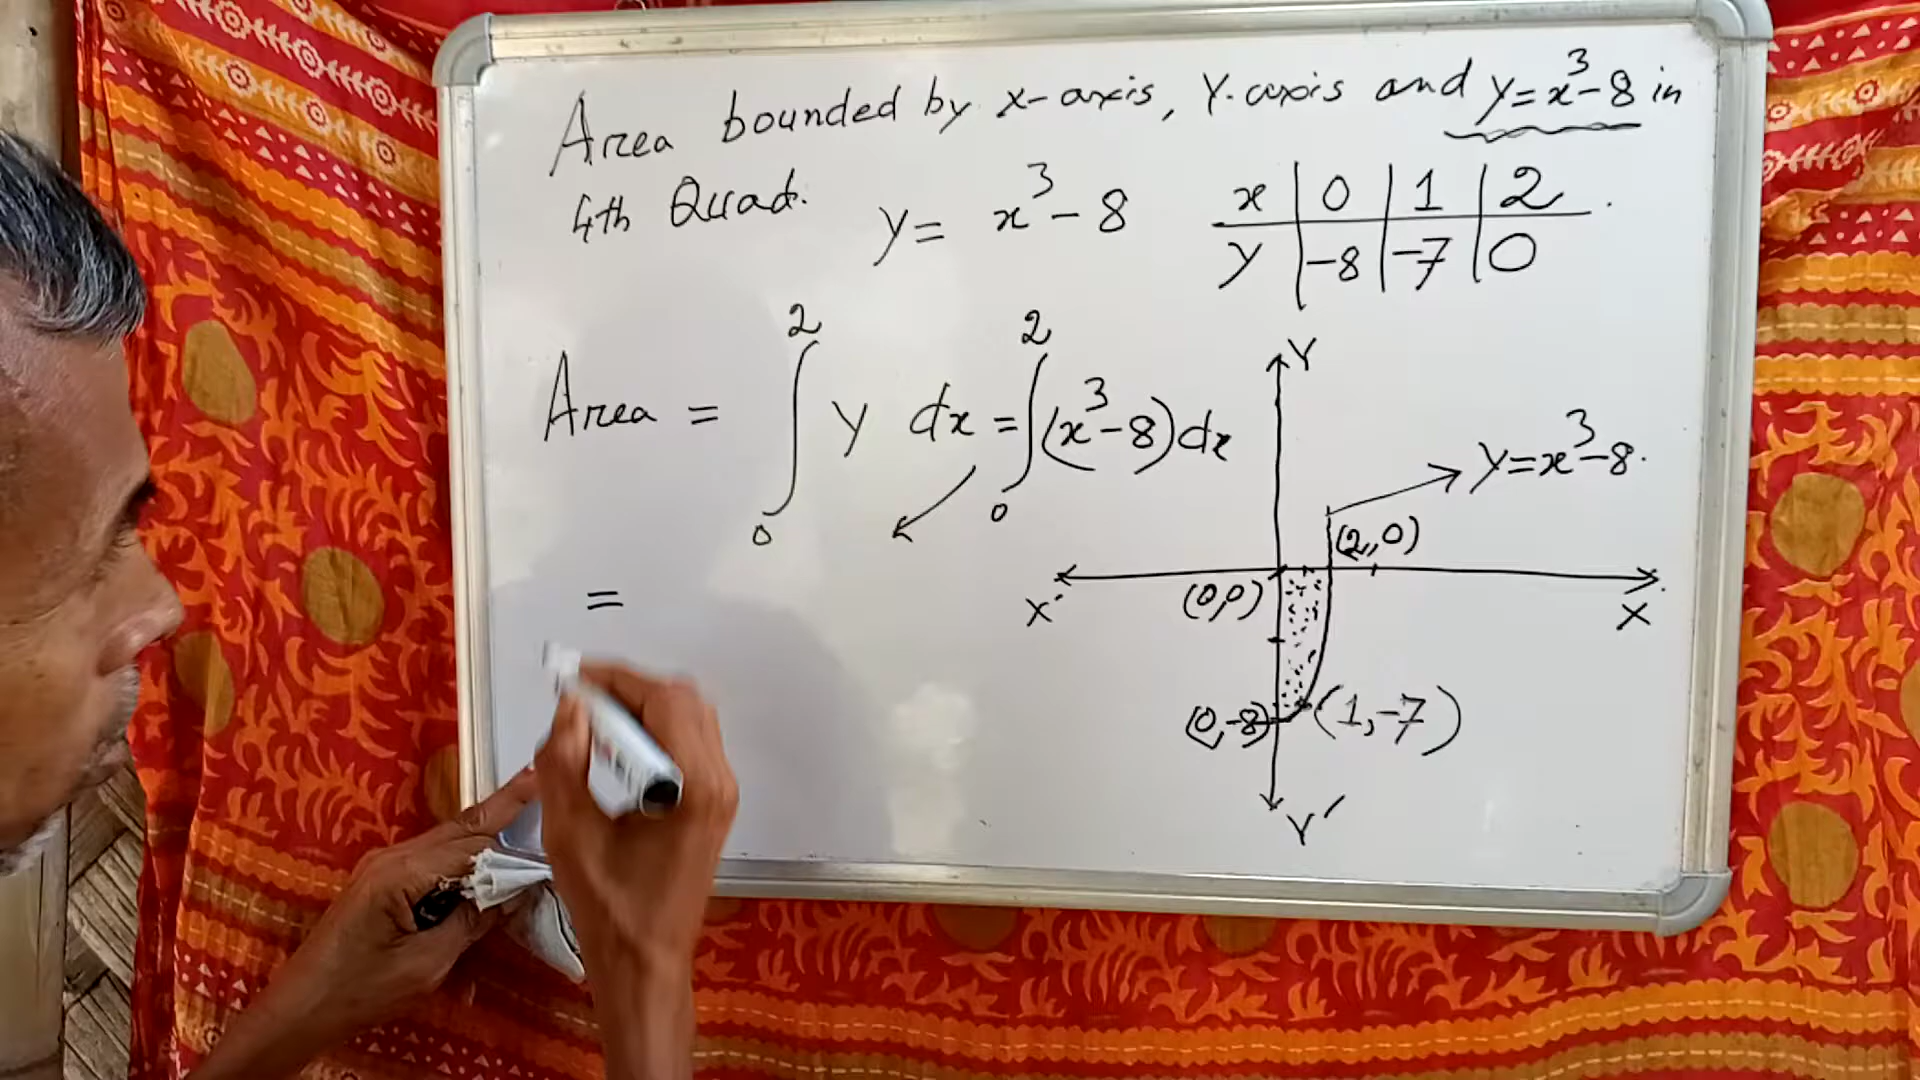 Area bounded by x-axis, Y-axis and y=x³-8 in
4th Quad.
y= x³-8
x | 0 | 1 | 2
y | -8 | -7 | 0
Area = ∫₀² y dx = ∫₀² (x³-8)dx
=
Y
y=x³-8.
(2,0)
X' (0,0) X
(0,-8) (1,-7)
Y'